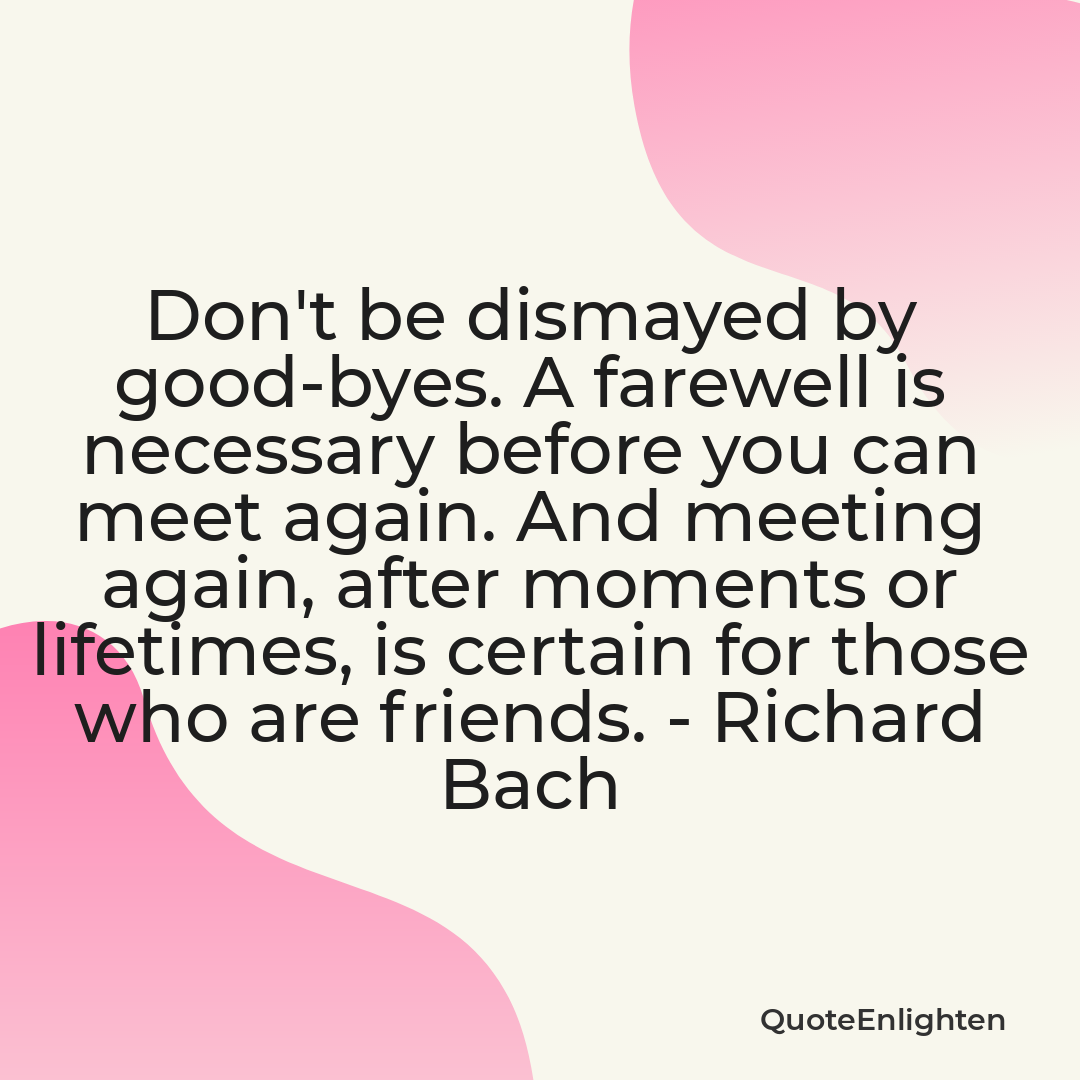 Don't be dismayed by
good-byes. A farewell is
necessary before you can
meet again. And meeting
again, after moments or
lifetimes, is certain for those
who are friends. - Richard
Bach
QuoteEnlighten